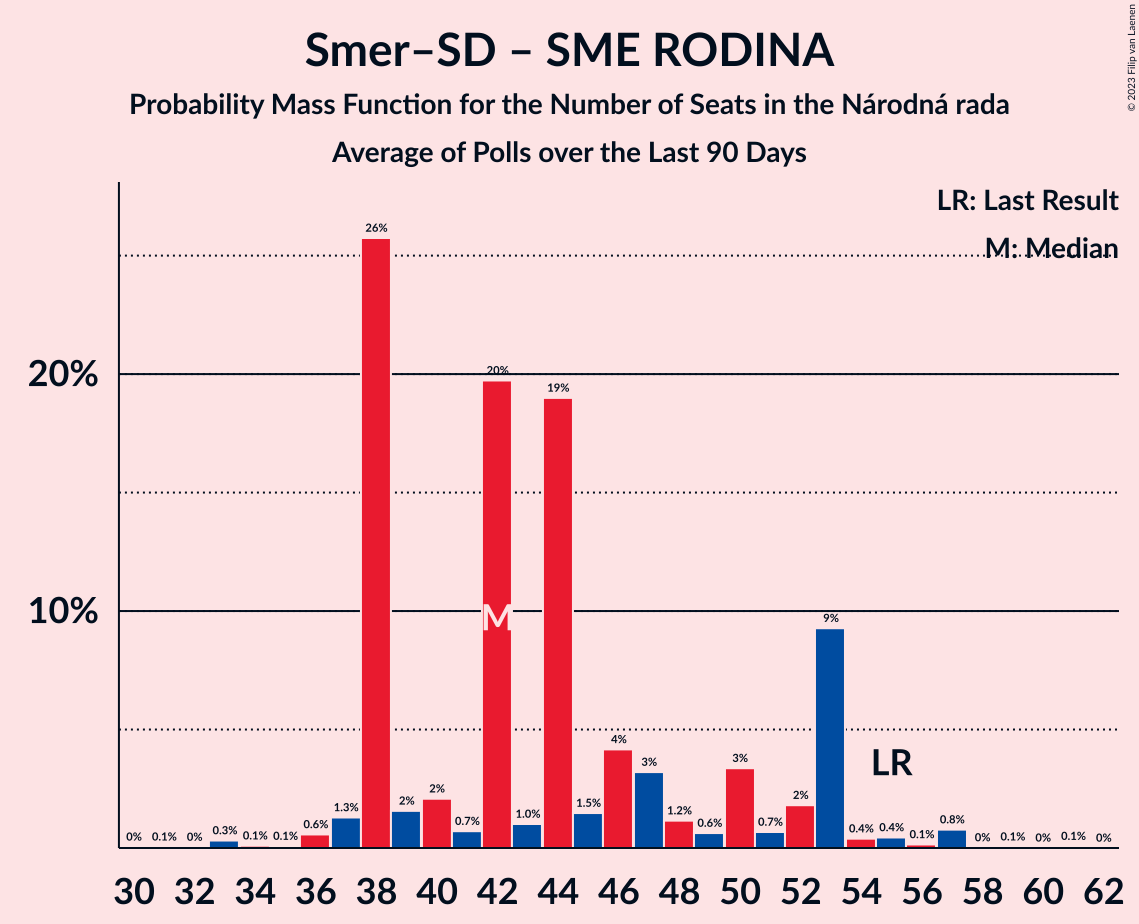 Smer–SD – SME RODINA
Probability Mass Function for the Number of Seats in the Národná rada
Average of Polls over the Last 90 Days
© 2023 Filip van Laenen
LR: Last Result
M: Median
20%
10%
0% 0.1% 0% 0.3% 0.1% 0.1% 0.6% 1.3% 26% 2% 2% 0.7% 20% 1.0% 19% 1.5% 4% 3% 1.2% 0.6% 3% 0.7% 2% 9% 0.4% 0.4% 0.1% 0.8% 0% 0.1% 0% 0.1% 0%
M
LR
30 32 34 36 38 40 42 44 46 48 50 52 54 56 58 60 62